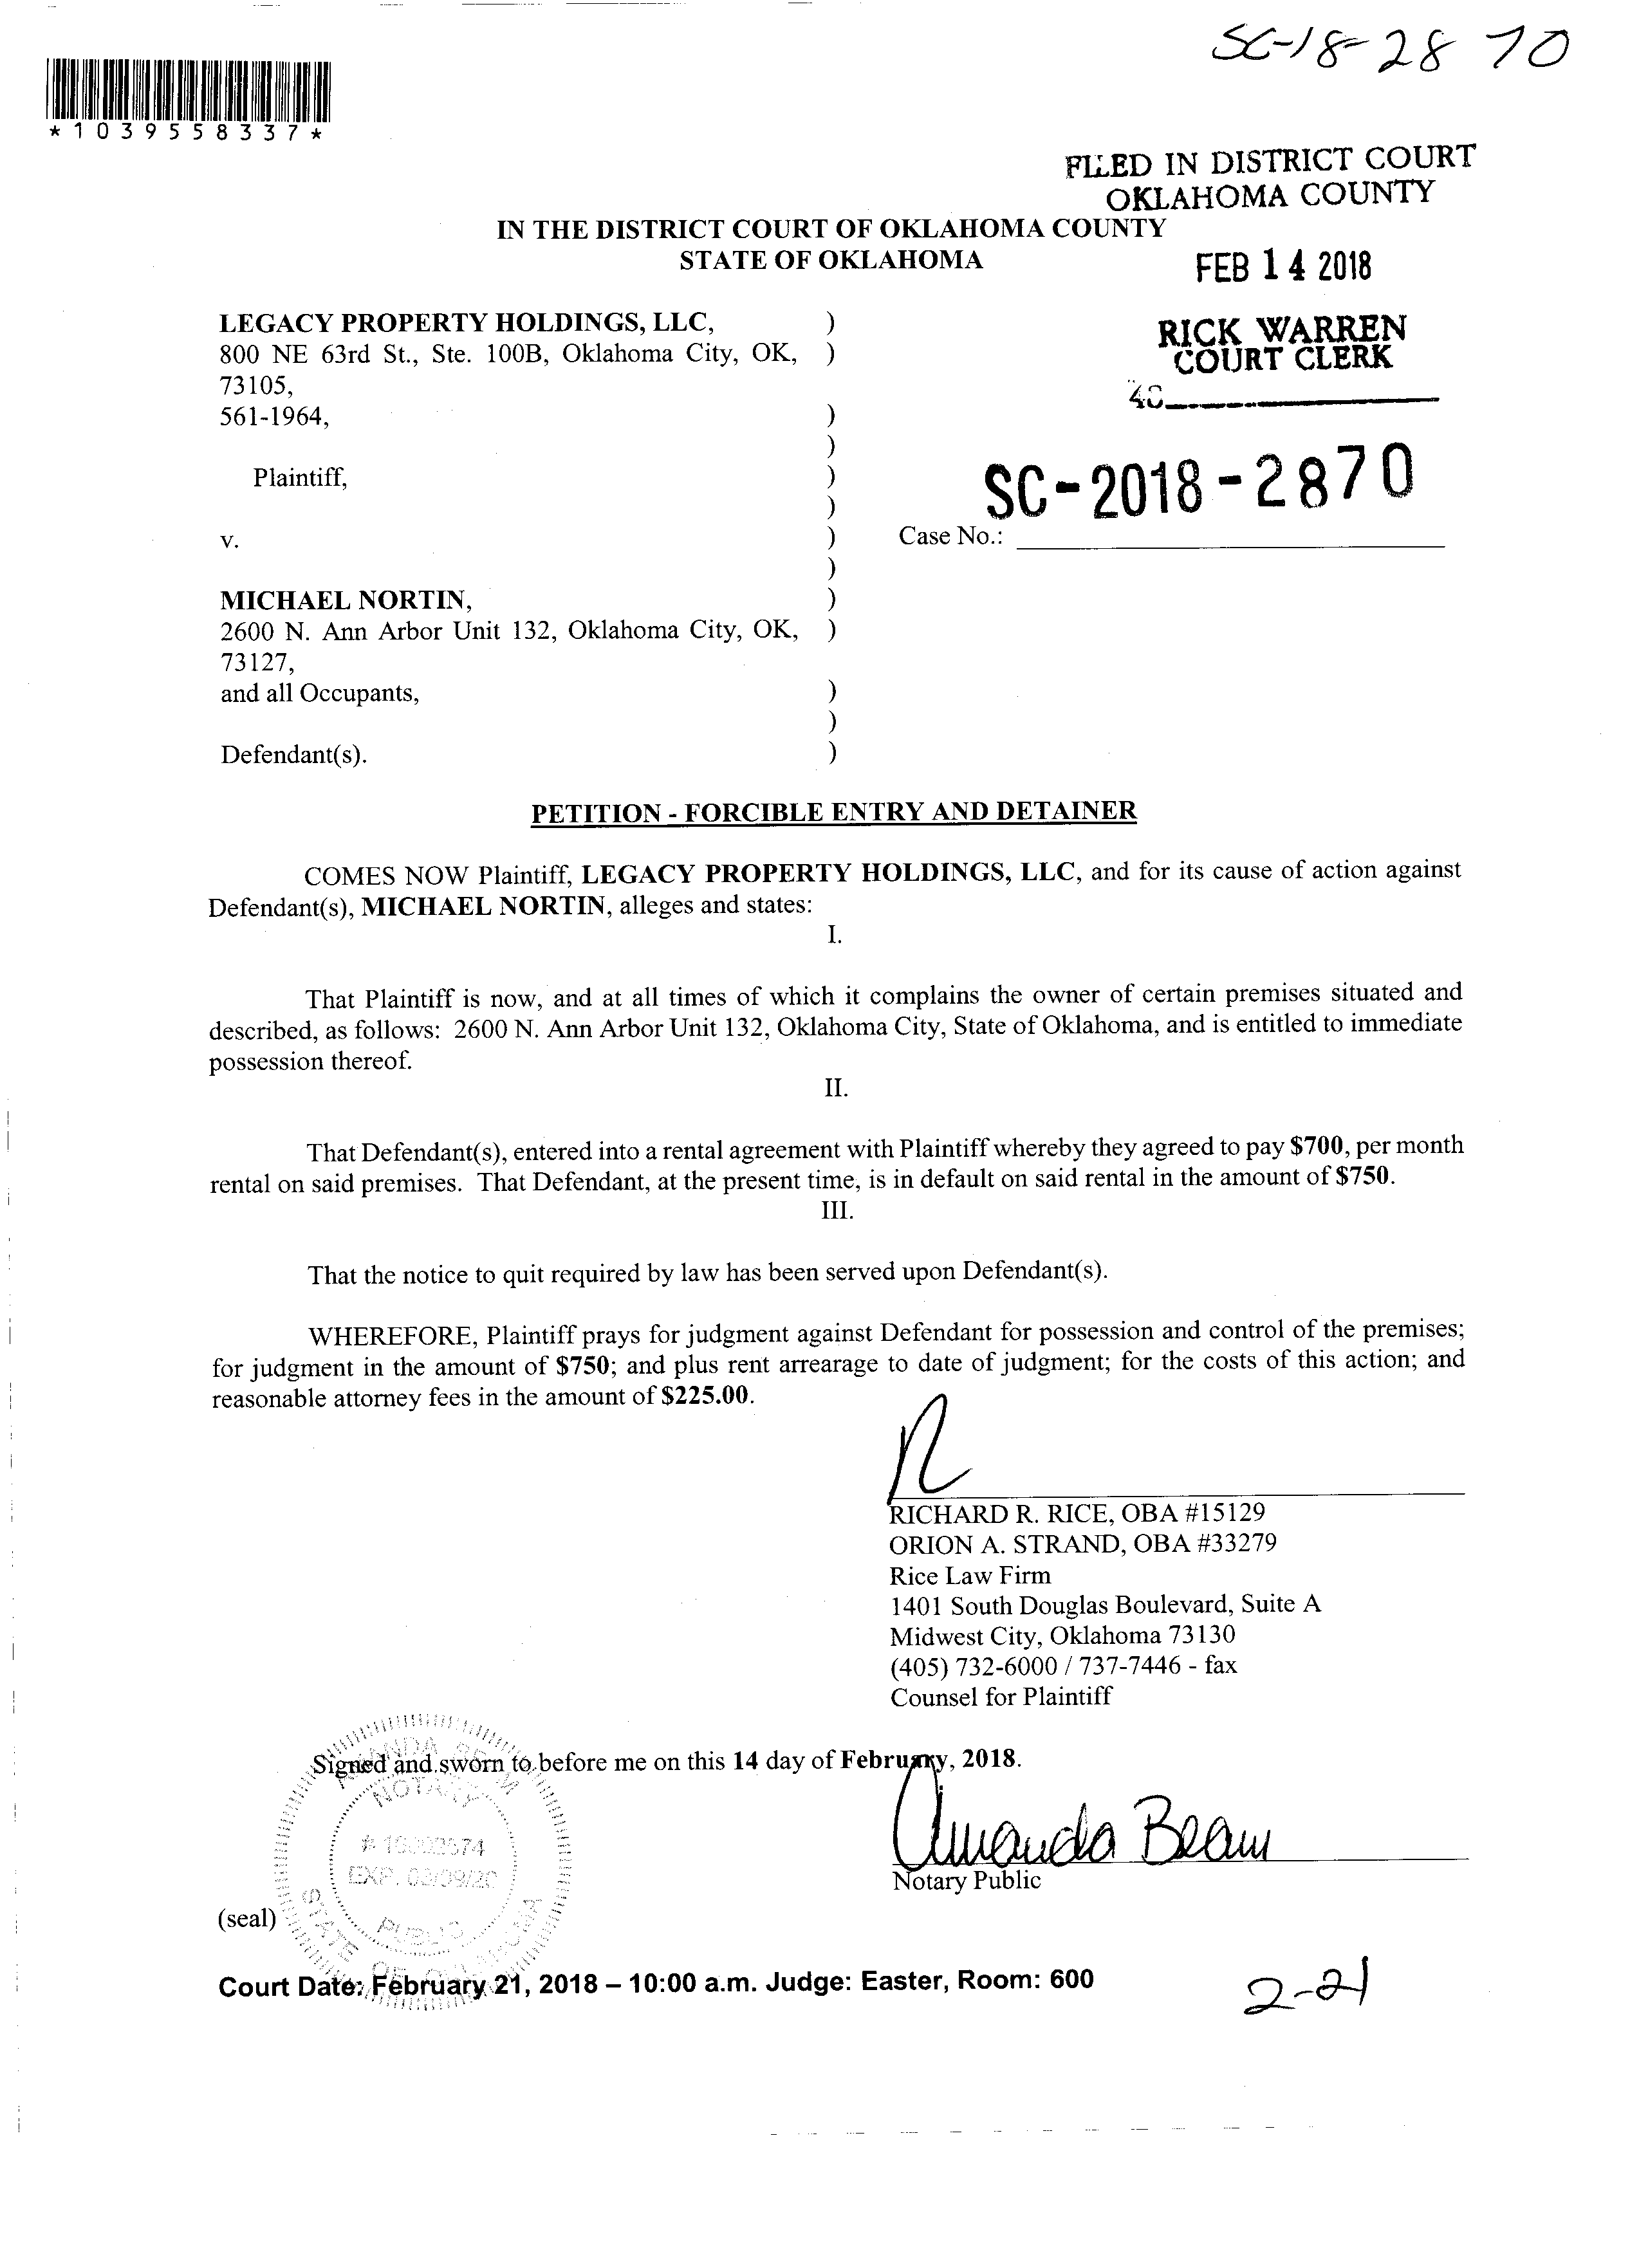 SC-18-2870
*1039558337*
FILED IN DISTRICT COURT
OKLAHOMA COUNTY
IN THE DISTRICT COURT OF OKLAHOMA COUNTY
STATE OF OKLAHOMA
FEB 14 2018
LEGACY PROPERTY HOLDINGS, LLC, )
800 NE 63rd St., Ste. 100B, Oklahoma City, OK, )
73105,
561-1964, )
)
RICK WARREN
COURT CLERK
Plaintiff, )
)
SC-2018-2870
v. ) Case No.:
)
MICHAEL NORTIN, )
2600 N. Ann Arbor Unit 132, Oklahoma City, OK, )
73127,
and all Occupants, )
)
Defendant(s). )
PETITION - FORCIBLE ENTRY AND DETAINER
COMES NOW Plaintiff, LEGACY PROPERTY HOLDINGS, LLC, and for its cause of action against
Defendant(s), MICHAEL NORTIN, alleges and states:
I.
That Plaintiff is now, and at all times of which it complains the owner of certain premises situated and
described, as follows: 2600 N. Ann Arbor Unit 132, Oklahoma City, State of Oklahoma, and is entitled to immediate
possession thereof.
II.
That Defendant(s), entered into a rental agreement with Plaintiff whereby they agreed to pay $700, per month
rental on said premises. That Defendant, at the present time, is in default on said rental in the amount of $750.
III.
That the notice to quit required by law has been served upon Defendant(s).
WHEREFORE, Plaintiff prays for judgment against Defendant for possession and control of the premises;
for judgment in the amount of $750; and plus rent arrearage to date of judgment; for the costs of this action; and
reasonable attorney fees in the amount of $225.00.
RICHARD R. RICE, OBA #15129
ORION A. STRAND, OBA #33279
Rice Law Firm
1401 South Douglas Boulevard, Suite A
Midwest City, Oklahoma 73130
(405) 732-6000 / 737-7446 - fax
Counsel for Plaintiff
Signed and sworn to before me on this 14 day of February, 2018.
Amanda Beam
Notary Public
NOTARY
EXP. 03/09/20
PUBLIC
STATE OF OKLAHOMA
(seal)
Court Date: February 21, 2018 – 10:00 a.m. Judge: Easter, Room: 600
2-21